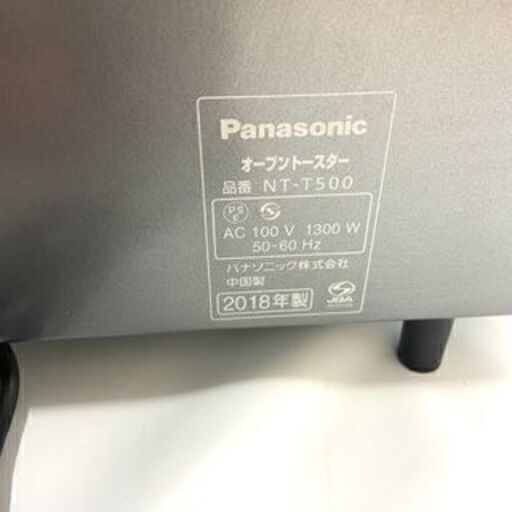 Panasonic
オーブントースター
品番 NT-T500
PS E
AC 100 V 1300 W
50-60 Hz
パナソニック株式会社
中国製
2018年製
JQA